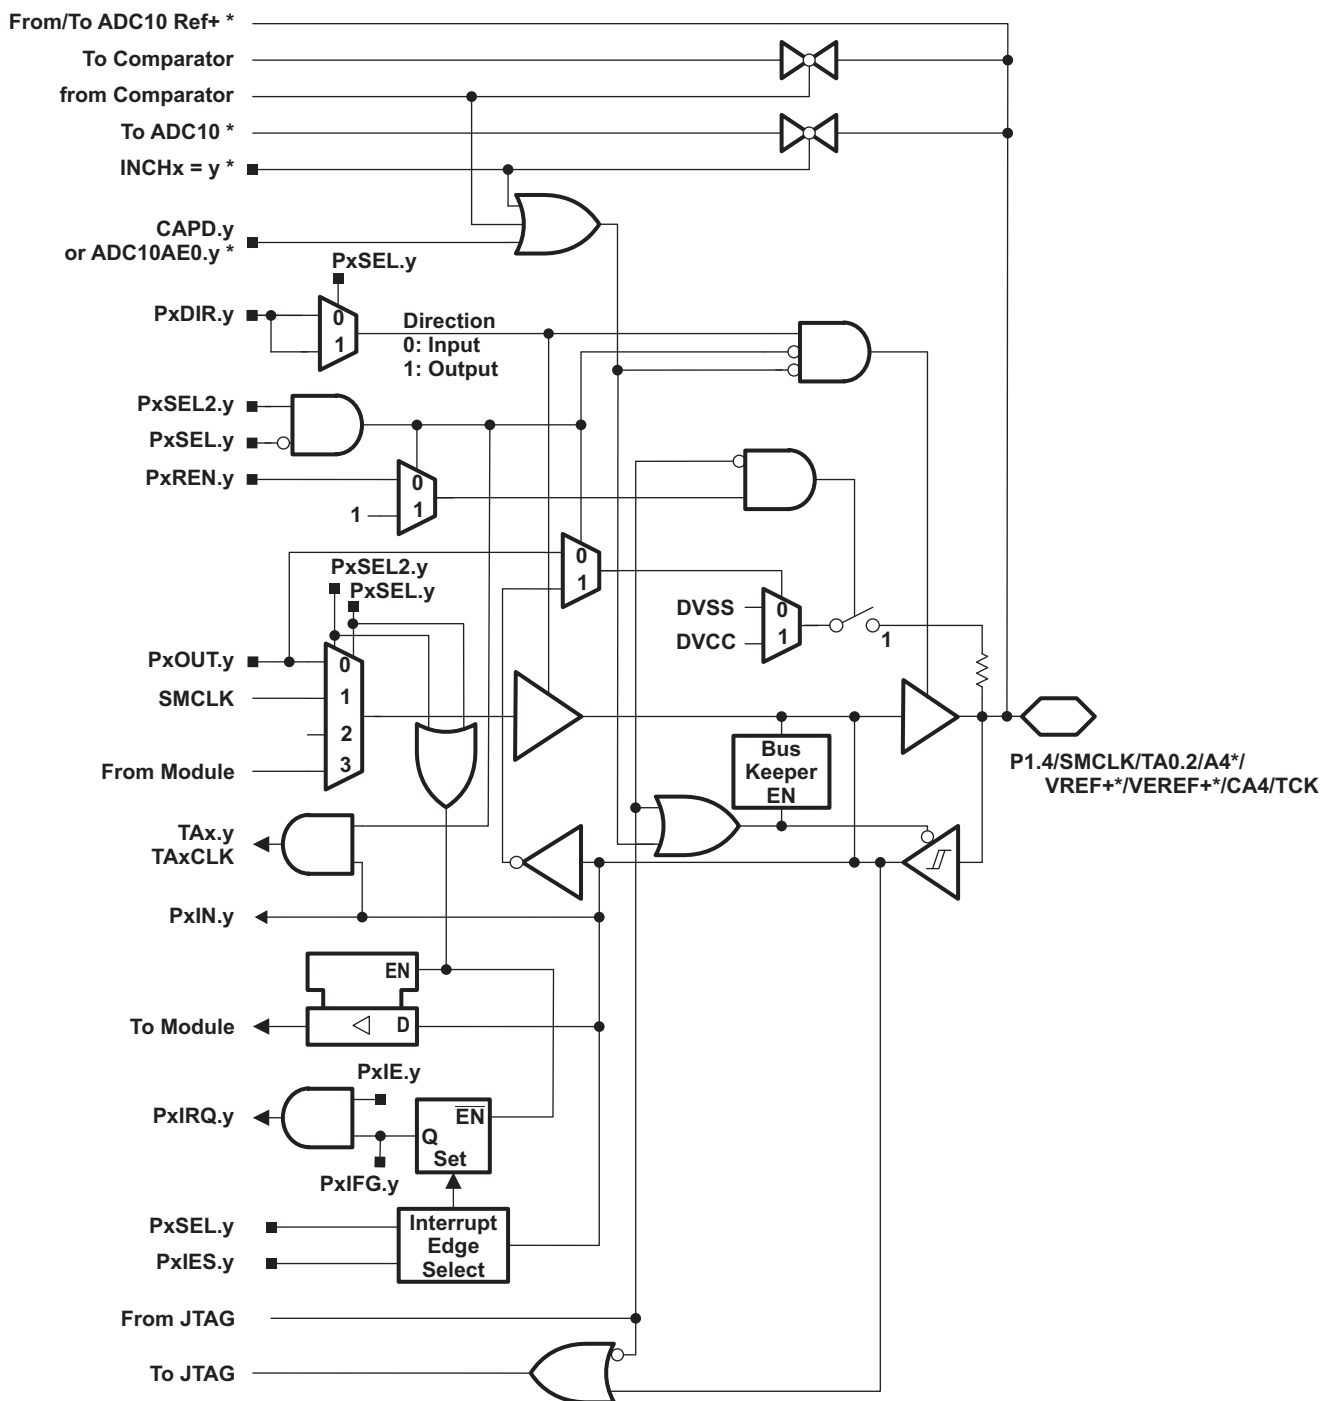 From/To ADC10 Ref+ *
To Comparator
from Comparator
To ADC10 *
INCHx = y *
CAPD.y
or ADC10AE0.y *
PxSEL.y
PxDIR.y
0
1
Direction
0: Input
1: Output
PxSEL2.y
PxSEL.y
PxREN.y
0
1
1
0
1
PxSEL2.y
PxSEL.y
DVSS
DVCC
0
1
1
PxOUT.y
SMCLK
From Module
0
1
2
3
Bus
Keeper
EN
P1.4/SMCLK/TA0.2/A4*/
VREF+*/VEREF+*/CA4/TCK
TAx.y
TAxCLK
PxIN.y
EN
D
To Module
PxIE.y
PxIRQ.y
EN
Q
Set
PxIFG.y
PxSEL.y
PxIES.y
Interrupt
Edge
Select
From JTAG
To JTAG